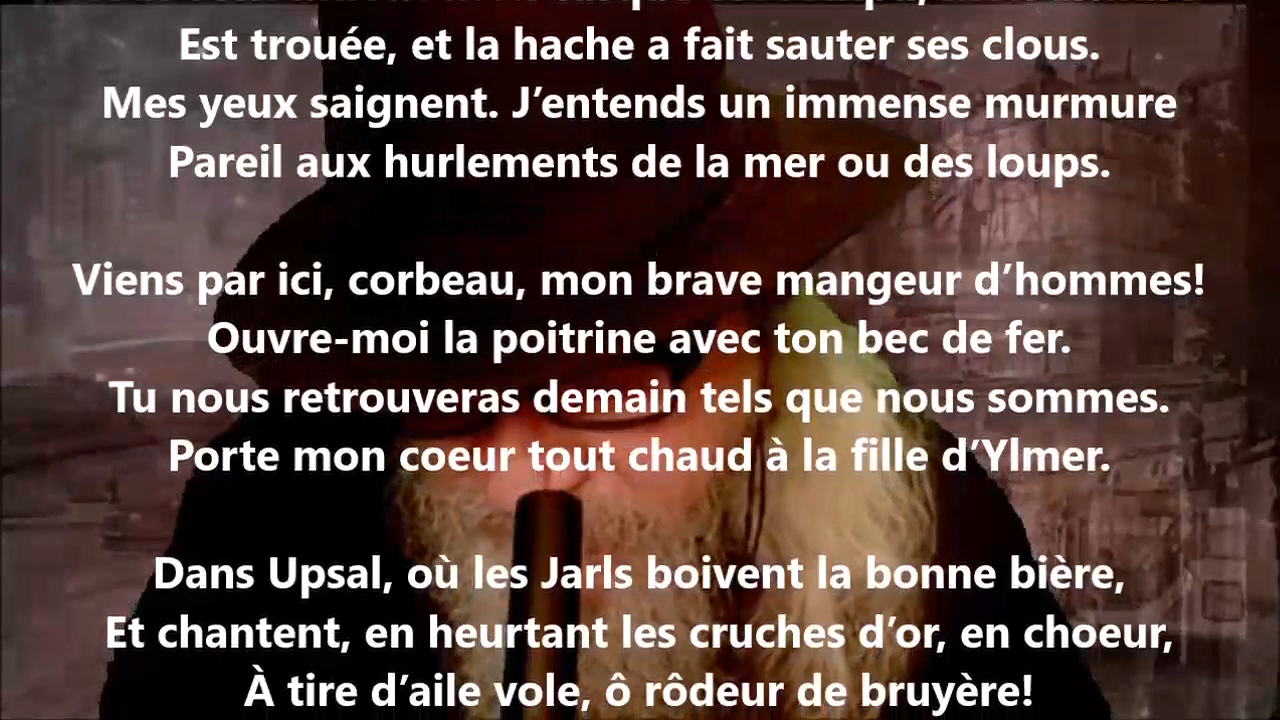 Est trouée, et la hache a fait sauter ses clous.
Mes yeux saignent. J’entends un immense murmure
Pareil aux hurlements de la mer ou des loups.
Viens par ici, corbeau, mon brave mangeur d’hommes!
Ouvre-moi la poitrine avec ton bec de fer.
Tu nous retrouveras demain tels que nous sommes.
Porte mon coeur tout chaud à la fille d’Ylmer.
Dans Upsal, où les Jarls boivent la bonne bière,
Et chantent, en heurtant les cruches d’or, en choeur,
À tire d’aile vole, ô rôdeur de bruyère!